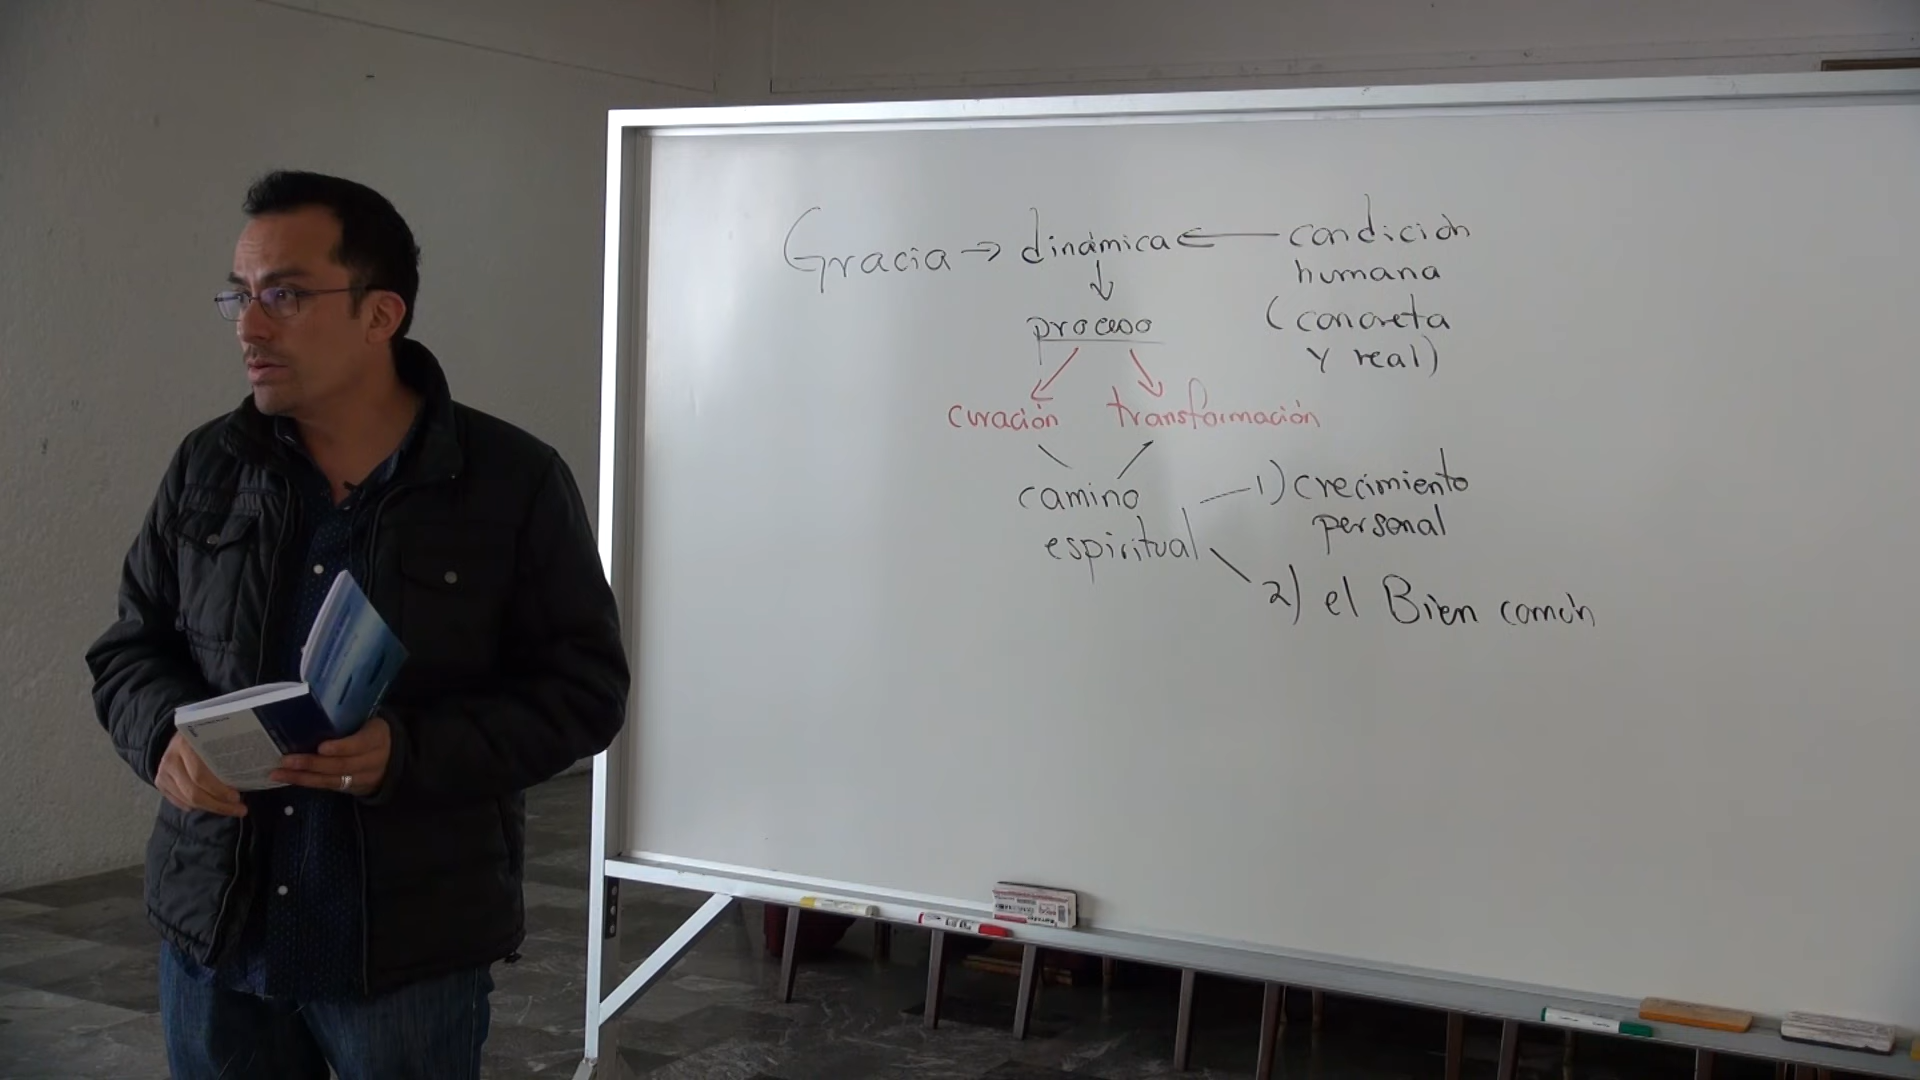 Gracia → dinámica ← condición
humana
(concreta
y real)
↓
proceso
curación transformación
camino
espiritual
1) crecimiento
personal
2) el Bien común